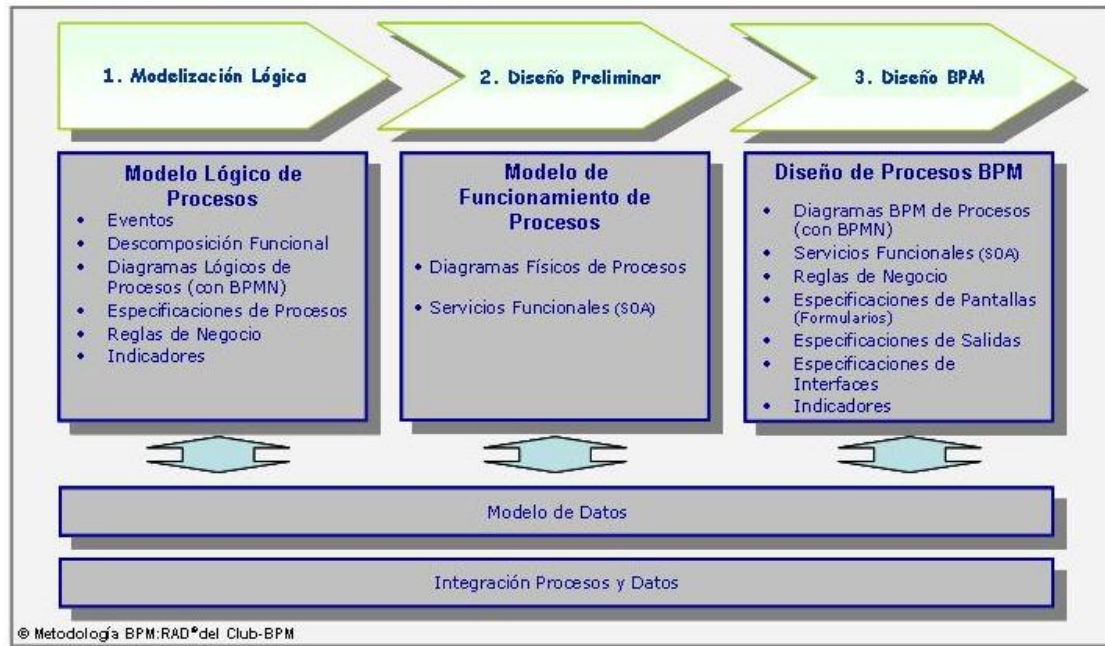 1. Modelización Lógica
2. Diseño Preliminar
3. Diseño BPM
Modelo Lógico de
Procesos
• Eventos
• Descomposición Funcional
• Diagramas Lógicos de
Procesos (con BPMN)
• Especificaciones de Procesos
• Reglas de Negocio
• Indicadores
Modelo de
Funcionamiento de
Procesos
• Diagramas Físicos de Procesos
• Servicios Funcionales (SOA)
Diseño de Procesos BPM
• Diagramas BPM de Procesos
(con BPMN)
• Servicios Funcionales (SOA)
• Reglas de Negocio
• Especificaciones de Pantallas
(Formularios)
• Especificaciones de Salidas
• Especificaciones de
Interfaces
• Indicadores
Modelo de Datos
Integración Procesos y Datos
© Metodología BPM:RAD® del Club-BPM